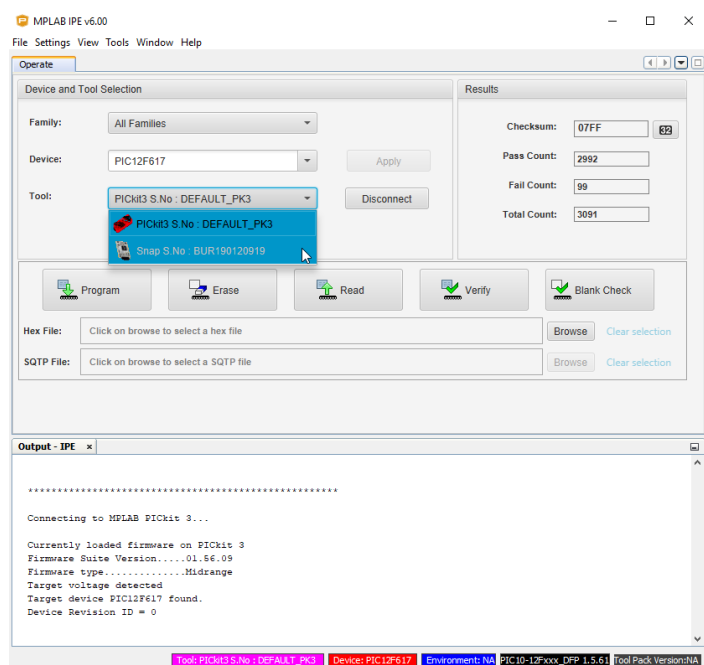 MPLAB IPE v6.00
File Settings View Tools Window Help
Operate
Device and Tool Selection
Results
Family:
All Families
Checksum:
07FF
Device:
PIC12F617
Apply
Pass Count:
2992
Tool:
PICkit3 S.No : DEFAULT_PK3
Disconnect
Fail Count:
99
PICkit3 S.No : DEFAULT_PK3
Total Count:
3091
Snap S.No : BUR190120919
Program
Erase
Read
Verify
Blank Check
Hex File:
Click on browse to select a hex file
Browse
Clear selection
SQTP File:
Click on browse to select a SQTP file
Browse
Clear selection
Output - IPE ×
*****************************************************
Connecting to MPLAB PICkit 3...
Currently loaded firmware on PICkit 3
Firmware Suite Version.....01.56.09
Firmware type..............Midrange
Target voltage detected
Target device PIC12F617 found.
Device Revision ID = 0
Tool: PICkit3 S.No : DEFAULT_PK3
Device: PIC12F617
Environment: NA
PIC10-12Fxxx_DFP 1.5.61
Tool Pack Version:NA